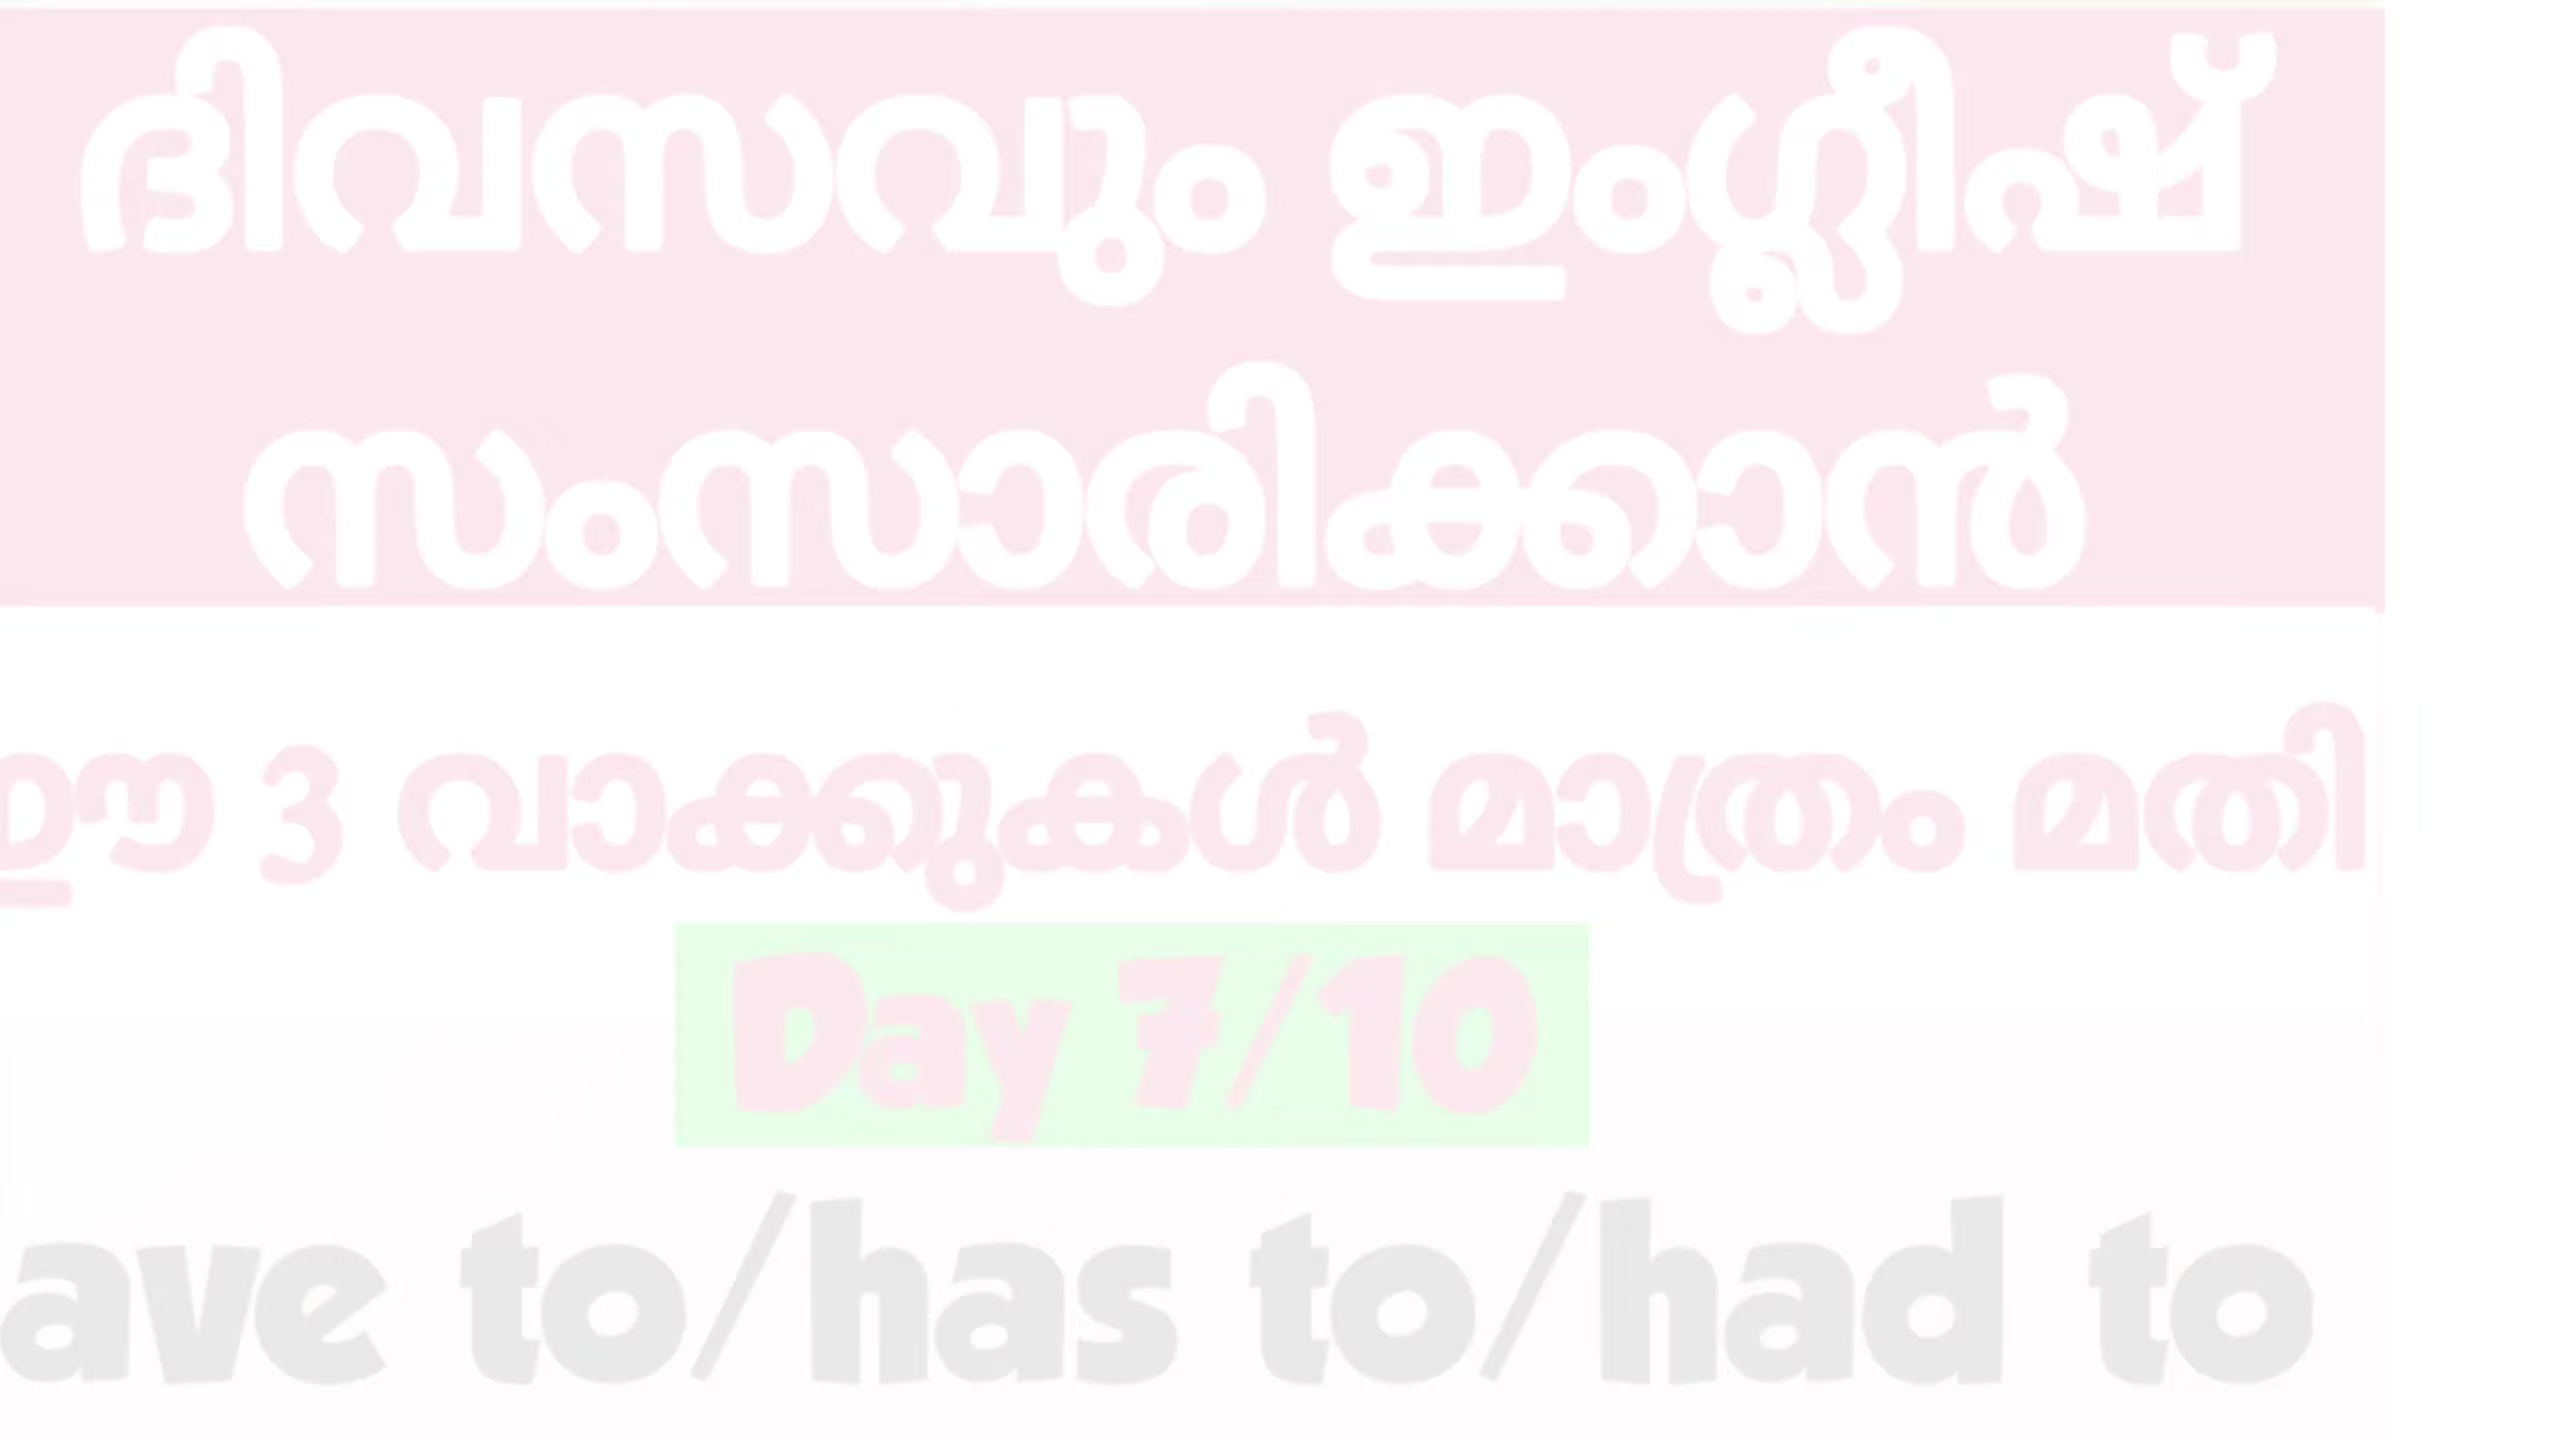 ദിവസവും ഇംഗ്ലീഷ്
സംസാരിക്കാൻ
ഈ 3 വാക്കുകൾ മാത്രം മതി
Day 7/10
ave to/has to/had to